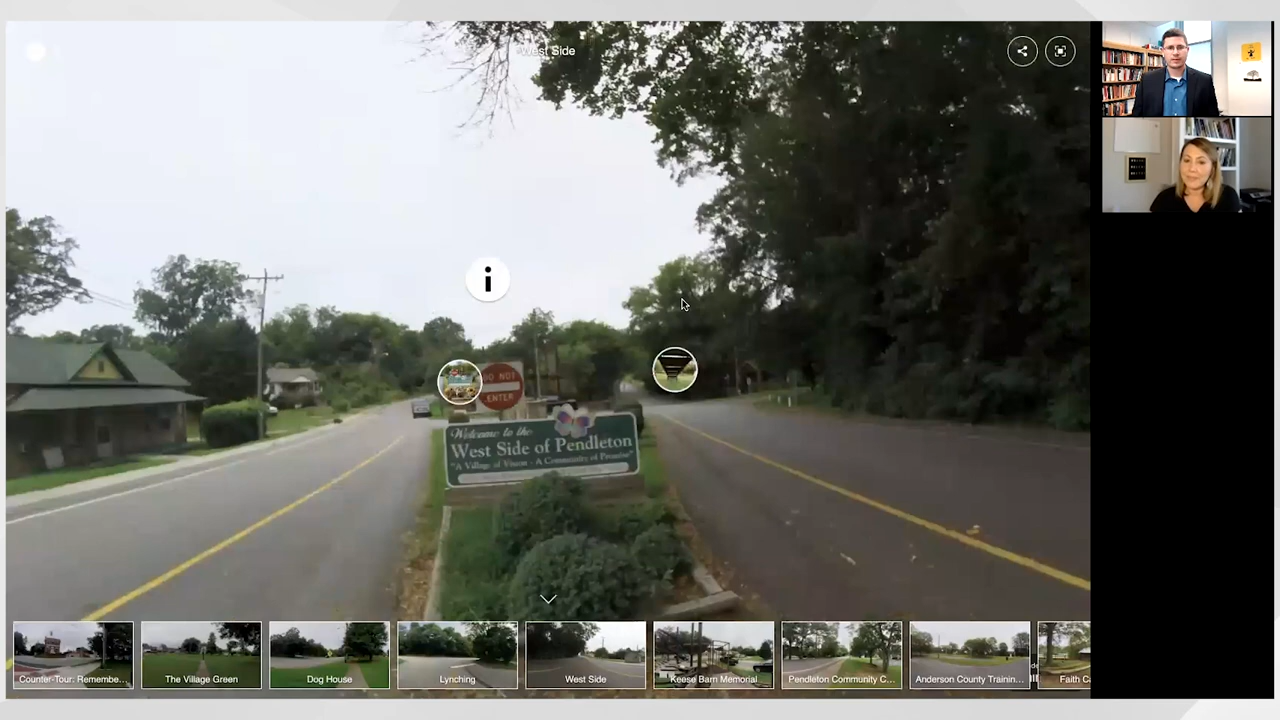 West Side
DO NOT
ENTER
Welcome to the
West Side of Pendleton
"A Village of Vision - A Community of Promise"
Counter-Tour: Remembe...
The Village Green
Dog House
Lynching
West Side
Keese Barn Memorial
Pendleton Community C...
Anderson County Trainin...
Faith C